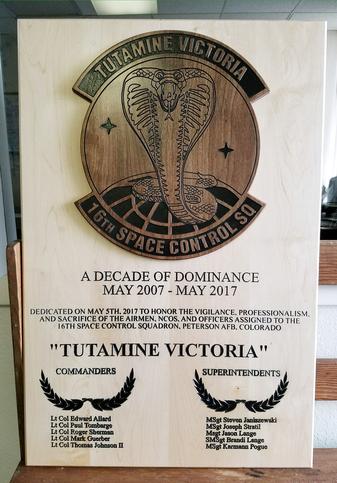 TUTAMINE VICTORIA
16TH SPACE CONTROL SQ
A DECADE OF DOMINANCE
MAY 2007 - MAY 2017
DEDICATED ON MAY 5TH, 2017 TO HONOR THE VIGILANCE, PROFESSIONALISM,
AND SACRIFICE OF THE AIRMEN, NCOS, AND OFFICERS ASSIGNED TO THE
16TH SPACE CONTROL SQUADRON, PETERSON AFB, COLORADO
"TUTAMINE VICTORIA"
COMMANDERS
Lt Col Edward Allard
Lt Col Paul Tombarge
Lt Col Roger Sherman
Lt Col Mark Guerber
Lt Col Thomas Johnson II
SUPERINTENDENTS
MSgt Steven Janiszewski
MSgt Joseph Stratil
Msgt Jason Lange
SMSgt Brandi Lange
MSgt Karmann Pogue